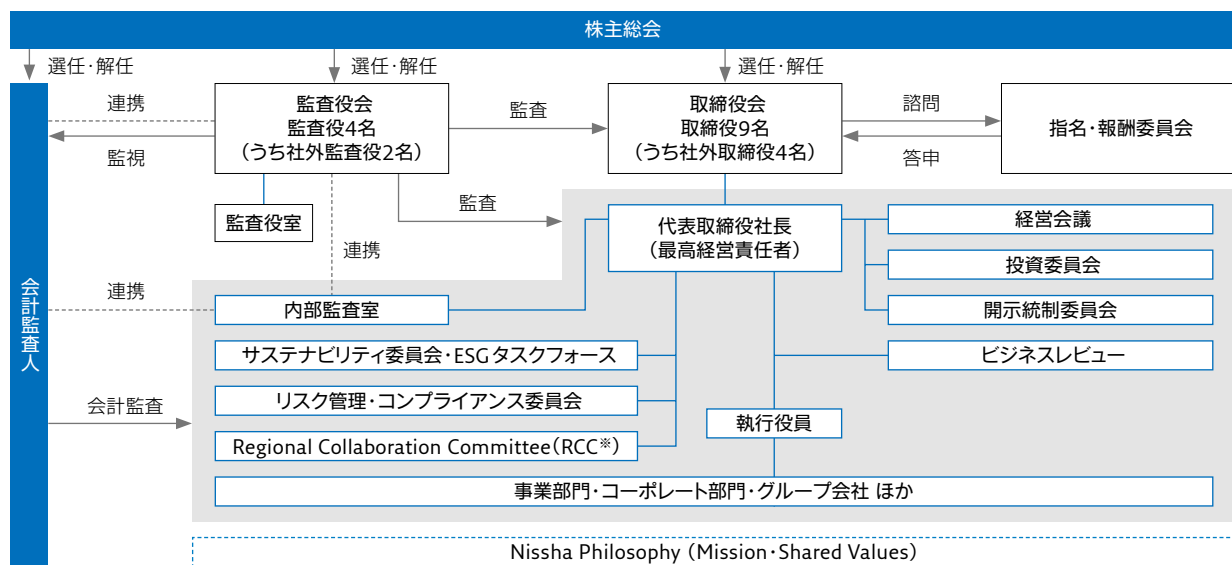 株主総会
選任・解任
選任・解任
選任・解任
連携
監視
監査役会
監査役4名
（うち社外監査役2名）
監査
取締役会
取締役9名
（うち社外取締役4名）
諮問
答申
指名・報酬委員会
監査役室
監査
連携
代表取締役社長
（最高経営責任者）
経営会議
投資委員会
開示統制委員会
ビジネスレビュー
会計監査人
連携
内部監査室
サステナビリティ委員会・ESGタスクフォース
リスク管理・コンプライアンス委員会
Regional Collaboration Committee（RCC※）
会計監査
執行役員
事業部門・コーポレート部門・グループ会社 ほか
Nissha Philosophy（Mission・Shared Values）